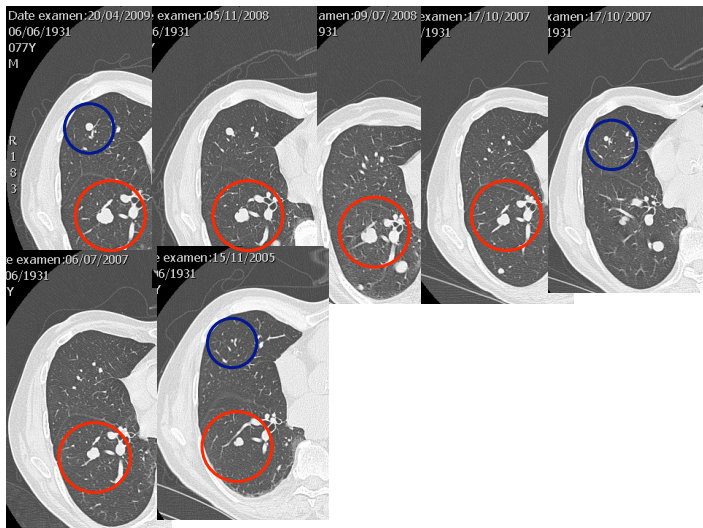 Date examen:20/04/2009
06/06/1931
077Y
M
R
1
8
3
examen:05/11/2008
6/1931
examen:09/07/2008
/1931
examen:17/10/2007
/1931
examen:17/10/2007
1931
e examen:06/07/2007
06/1931
Y
e examen:15/11/2005
6/1931